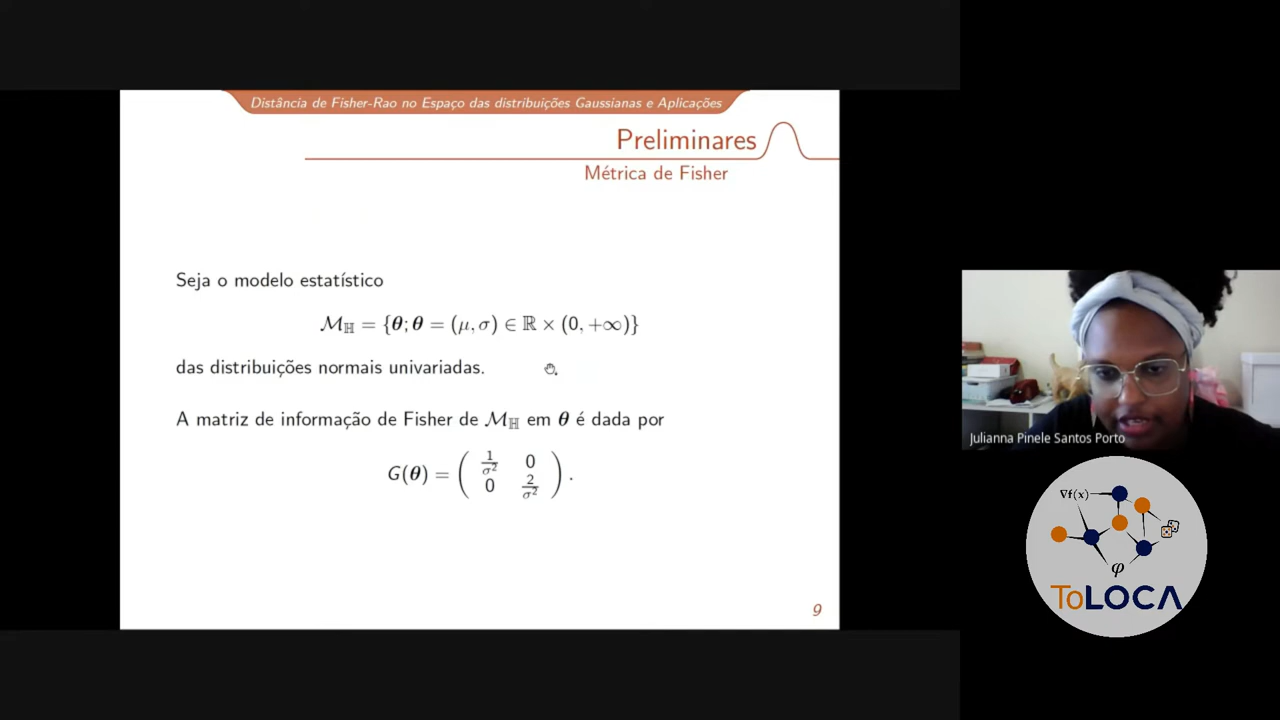 Distância de Fisher-Rao no Espaço das distribuições Gaussianas e Aplicações
Preliminares
Métrica de Fisher
Seja o modelo estatístico
ℳ_ℍ = {θ; θ = (μ, σ) ∈ ℝ × (0, +∞)}
das distribuições normais univariadas.
A matriz de informação de Fisher de ℳ_ℍ em θ é dada por
G(θ) = ( 1/σ² 0
0 2/σ² ) .
9
Julianna Pinele Santos Porto
∇f(x)
φ
ToLOCA